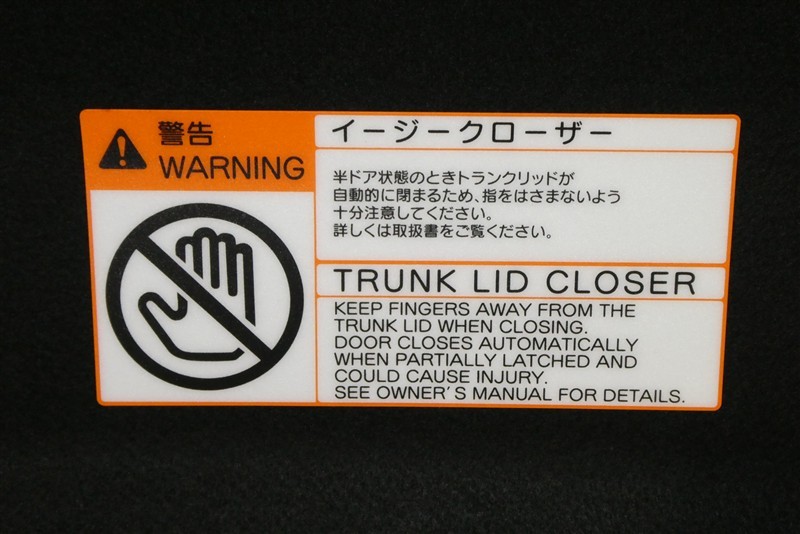 警告
WARNING
イージークローザー
半ドア状態のときトランクリッドが
自動的に閉まるため、指をはさまないよう
十分注意してください。
詳しくは取扱書をご覧ください。
TRUNK LID CLOSER
KEEP FINGERS AWAY FROM THE
TRUNK LID WHEN CLOSING.
DOOR CLOSES AUTOMATICALLY
WHEN PARTIALLY LATCHED AND
COULD CAUSE INJURY.
SEE OWNER'S MANUAL FOR DETAILS.